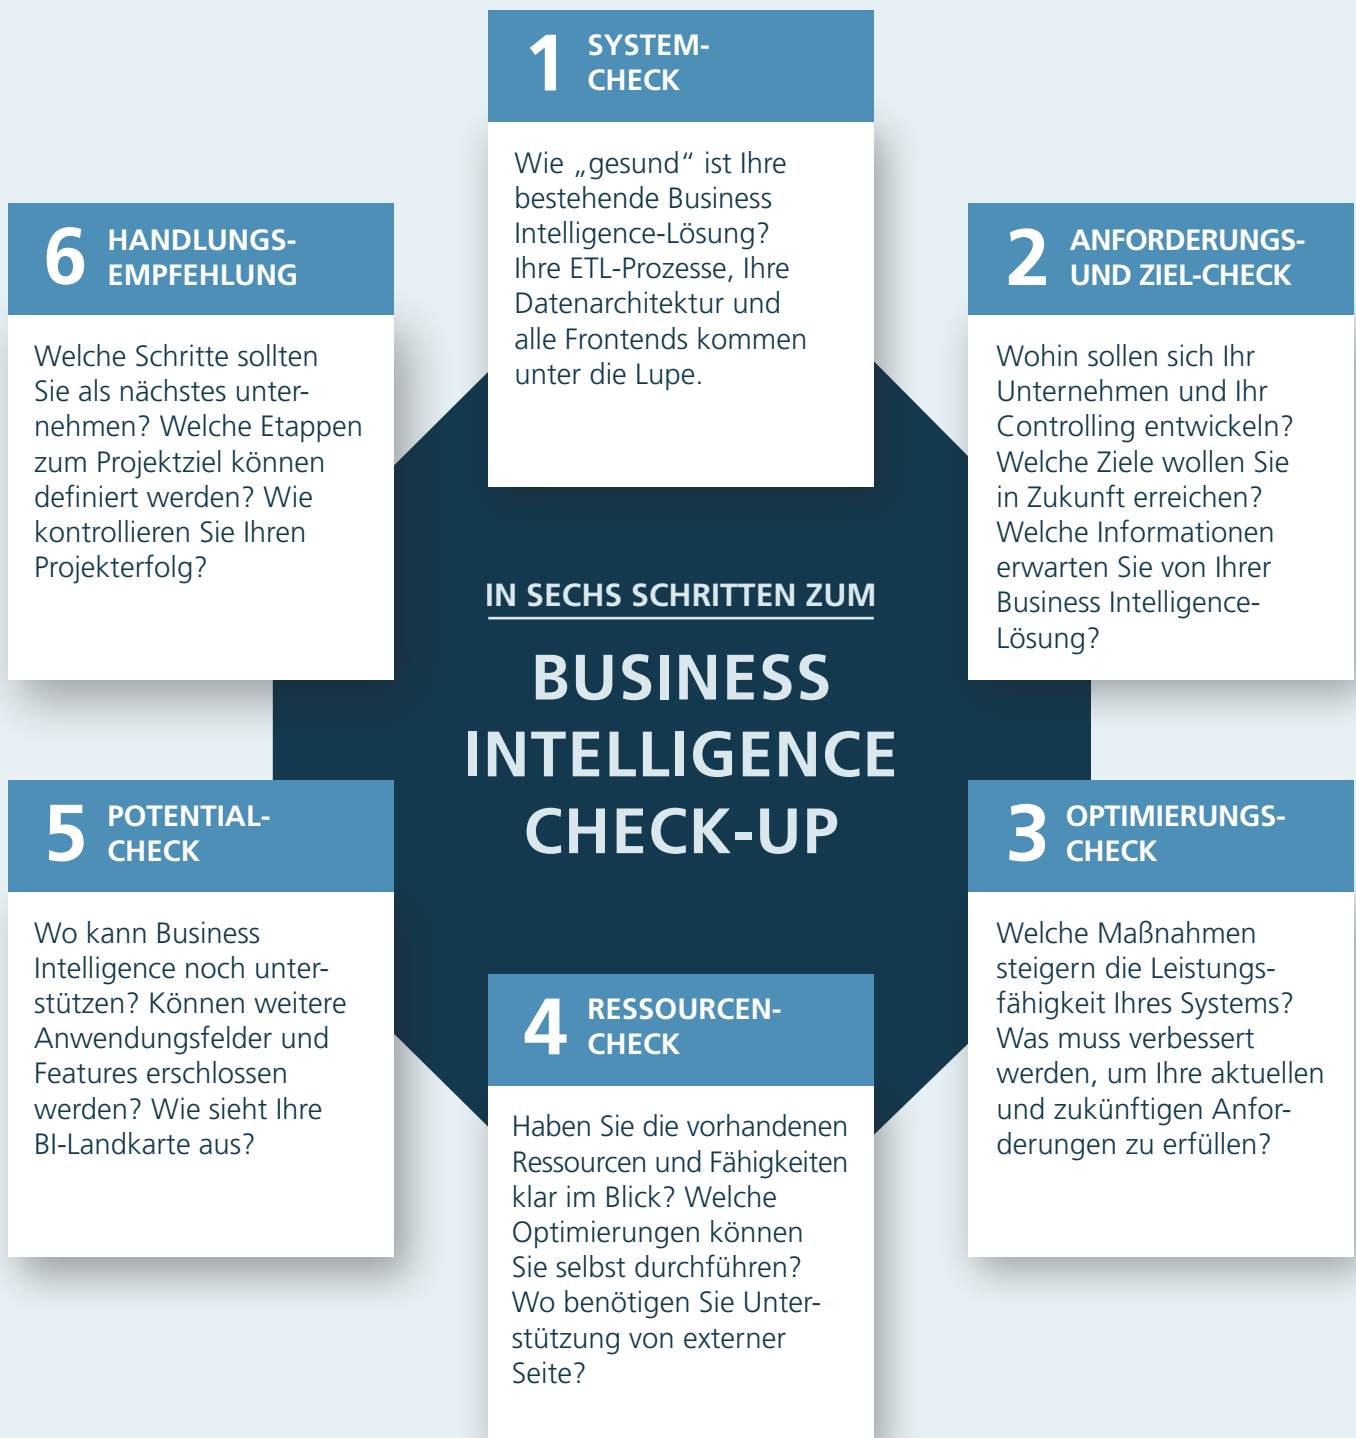 IN SECHS SCHRITTEN ZUM
BUSINESS
INTELLIGENCE
CHECK-UP
1 SYSTEM-
CHECK
Wie „gesund“ ist Ihre
bestehende Business
Intelligence-Lösung?
Ihre ETL-Prozesse, Ihre
Datenarchitektur und
alle Frontends kommen
unter die Lupe.
2 ANFORDERUNGS-
UND ZIEL-CHECK
Wohin sollen sich Ihr
Unternehmen und Ihr
Controlling entwickeln?
Welche Ziele wollen Sie
in Zukunft erreichen?
Welche Informationen
erwarten Sie von Ihrer
Business Intelligence-
Lösung?
3 OPTIMIERUNGS-
CHECK
Welche Maßnahmen
steigern die Leistungs-
fähigkeit Ihres Systems?
Was muss verbessert
werden, um Ihre aktuellen
und zukünftigen Anfor-
derungen zu erfüllen?
4 RESSOURCEN-
CHECK
Haben Sie die vorhandenen
Ressourcen und Fähigkeiten
klar im Blick? Welche
Optimierungen können
Sie selbst durchführen?
Wo benötigen Sie Unter-
stützung von externer
Seite?
5 POTENTIAL-
CHECK
Wo kann Business
Intelligence noch unter-
stützen? Können weitere
Anwendungsfelder und
Features erschlossen
werden? Wie sieht Ihre
BI-Landkarte aus?
6 HANDLUNGS-
EMPFEHLUNG
Welche Schritte sollten
Sie als nächstes unter-
nehmen? Welche Etappen
zum Projektziel können
definiert werden? Wie
kontrollieren Sie Ihren
Projekterfolg?